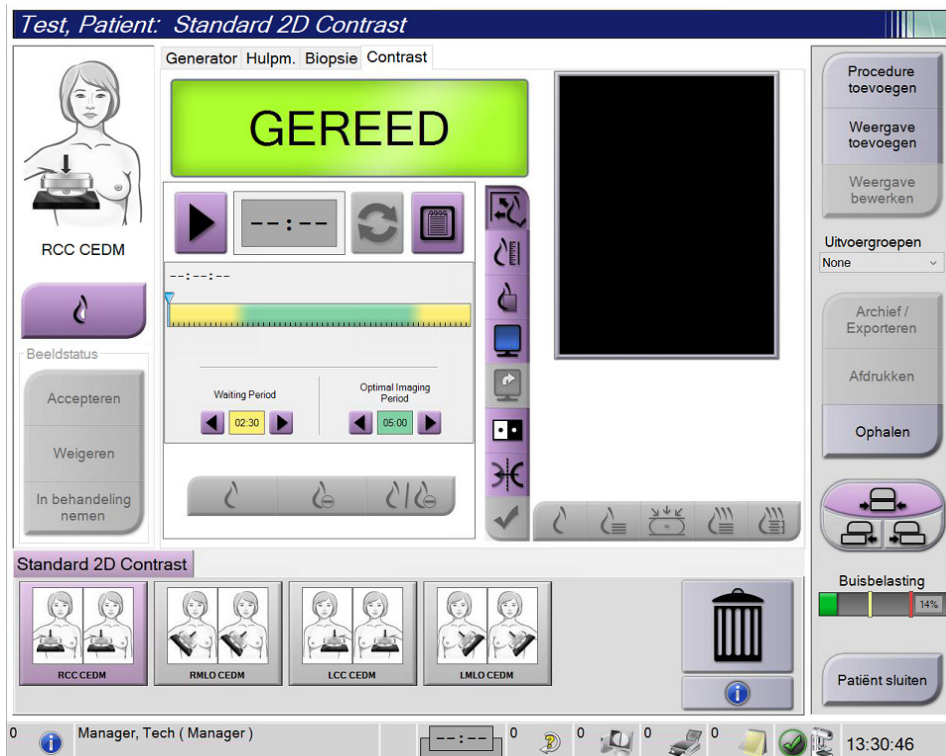 Test, Patient: Standard 2D Contrast
RCC CEDM
Beeldstatus
Accepteren
Weigeren
In behandeling
nemen
Generator Hulpm. Biopsie Contrast
GEREED
--:--
--:--:--
Waiting Period
02:30
Optimal Imaging
Period
05:00
Procedure
toevoegen
Weergave
toevoegen
Weergave
bewerken
Uitvoergroepen
None
Archief /
Exporteren
Afdrukken
Ophalen
Buisbelasting
14%
Patiënt sluiten
Standard 2D Contrast
RCC CEDM
RMLO CEDM
LCC CEDM
LMLO CEDM
0 Manager, Tech ( Manager ) --:-- 0 0 0 13:30:46